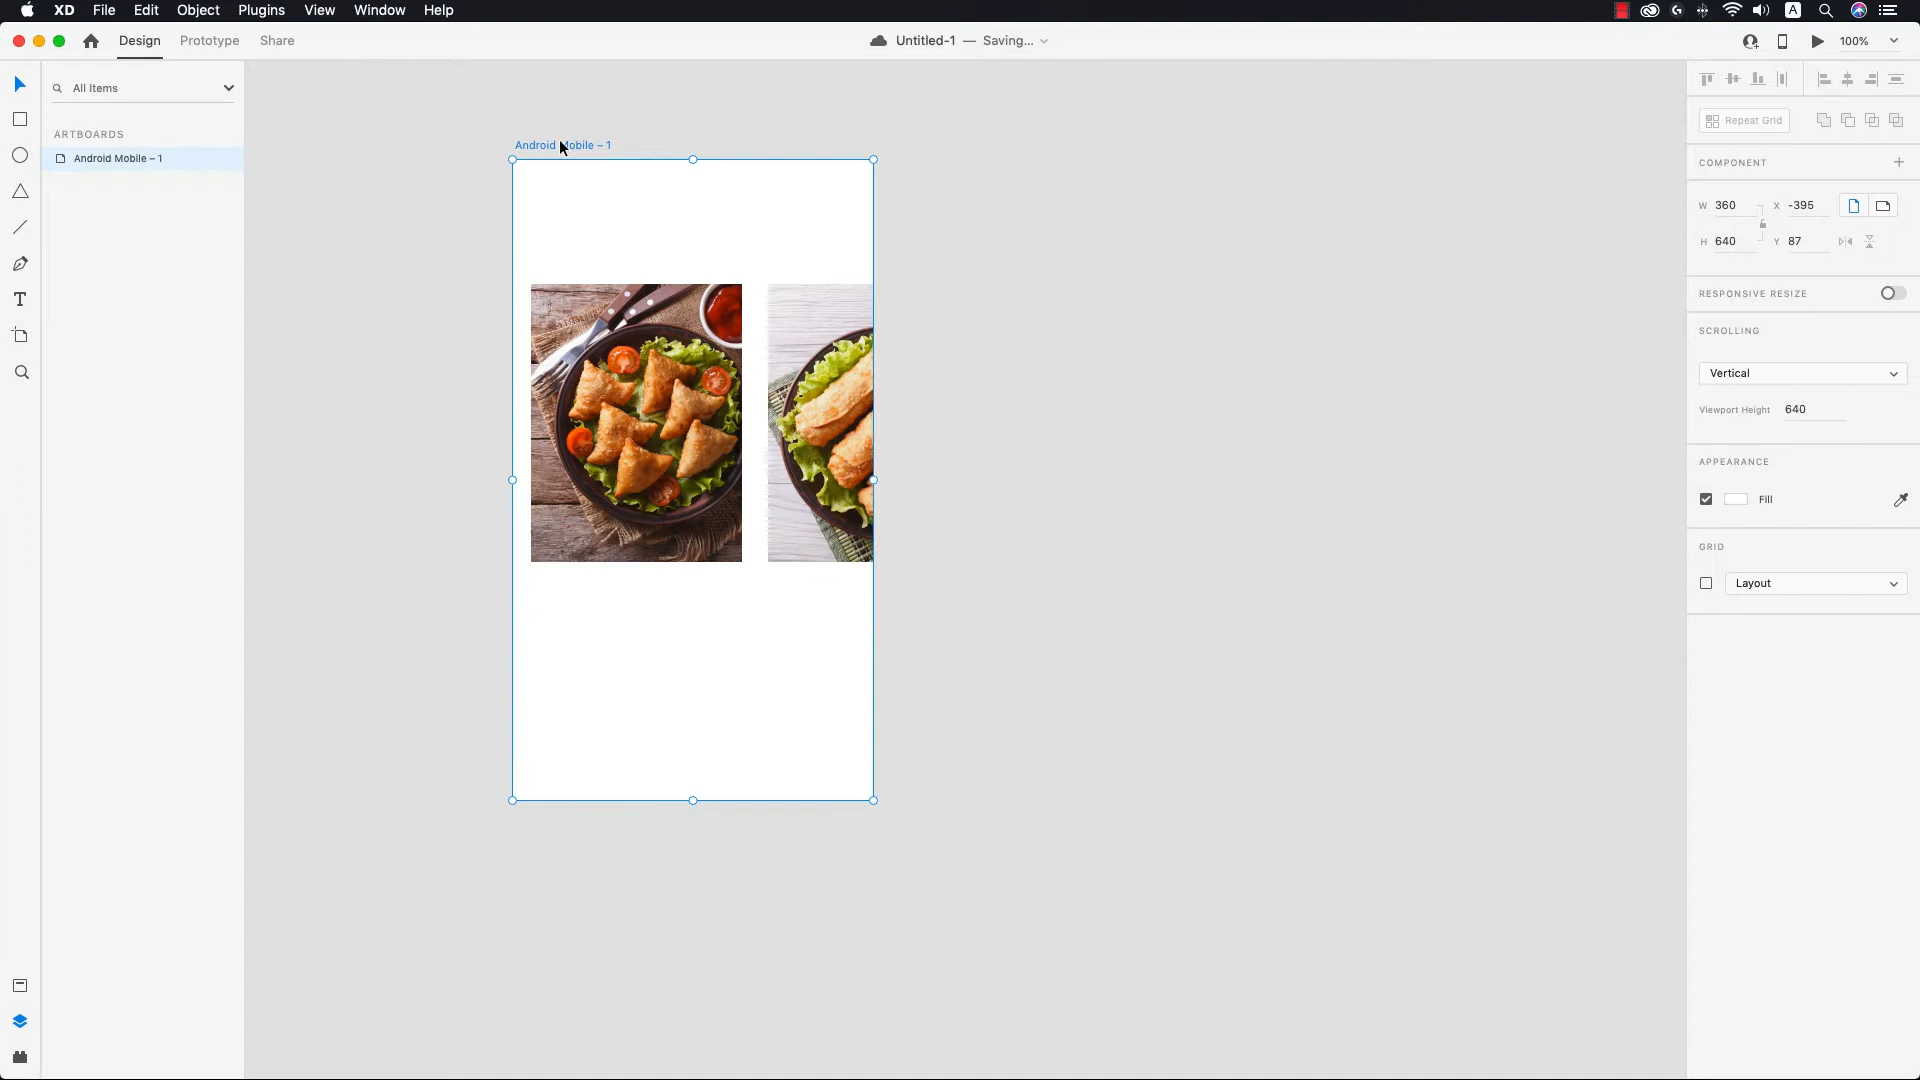 XD File Edit Object Plugins View Window Help
A
Design Prototype Share
Untitled-1 — Saving...
100%
All Items
ARTBOARDS
Android Mobile – 1
Android Mobile – 1
Repeat Grid
COMPONENT
W 360 X -395
H 640 Y 87
RESPONSIVE RESIZE
SCROLLING
Vertical
Viewport Height 640
APPEARANCE
Fill
GRID
Layout
T